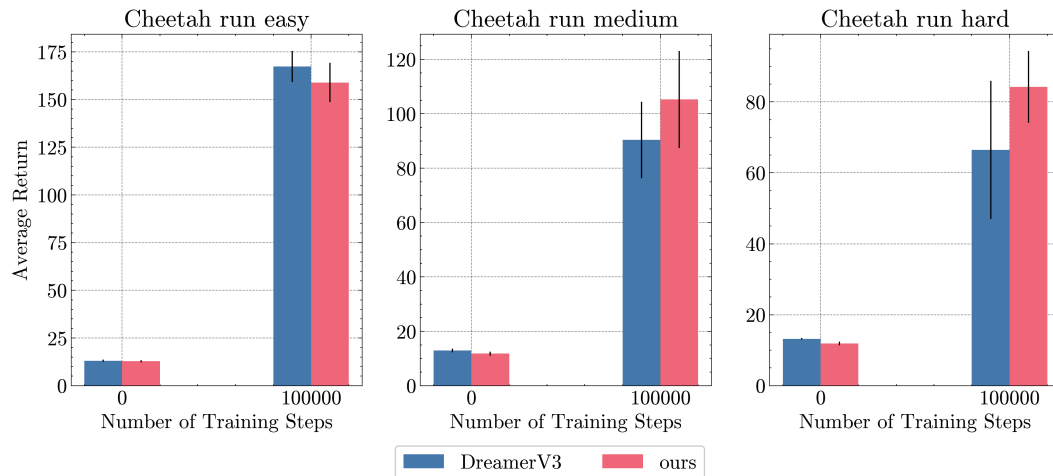 Cheetah run easy
Average Return
175
150
125
100
75
50
25
0
0 100000
Number of Training Steps
Cheetah run medium
120
100
80
60
40
20
0
0 100000
Number of Training Steps
Cheetah run hard
80
60
40
20
0
0 100000
Number of Training Steps
DreamerV3 ours